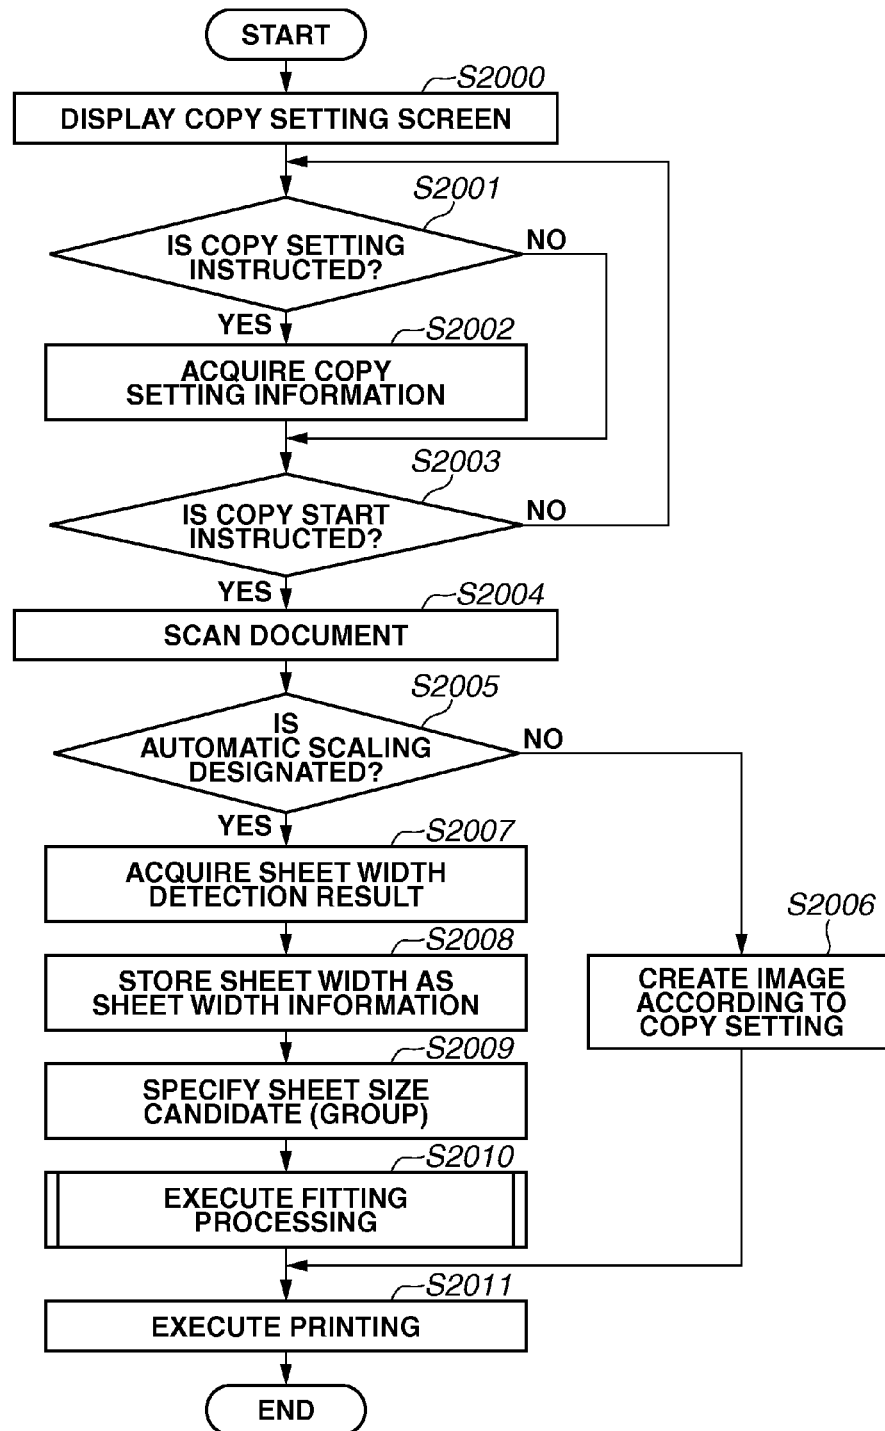 START
S2000
DISPLAY COPY SETTING SCREEN
S2001
IS COPY SETTING
INSTRUCTED?
NO
YES
S2002
ACQUIRE COPY
SETTING INFORMATION
S2003
IS COPY START
INSTRUCTED?
NO
YES
S2004
SCAN DOCUMENT
S2005
IS
AUTOMATIC SCALING
DESIGNATED?
NO
YES
S2007
ACQUIRE SHEET WIDTH
DETECTION RESULT
S2006
CREATE IMAGE
ACCORDING TO
COPY SETTING
S2008
STORE SHEET WIDTH AS
SHEET WIDTH INFORMATION
S2009
SPECIFY SHEET SIZE
CANDIDATE (GROUP)
S2010
EXECUTE FITTING
PROCESSING
S2011
EXECUTE PRINTING
END